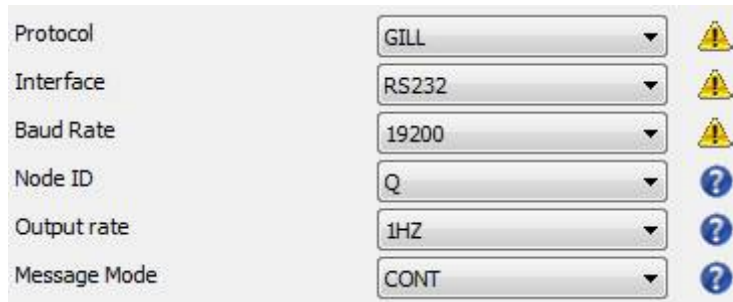 Protocol GILL
Interface RS232
Baud Rate 19200
Node ID Q
Output rate 1HZ
Message Mode CONT